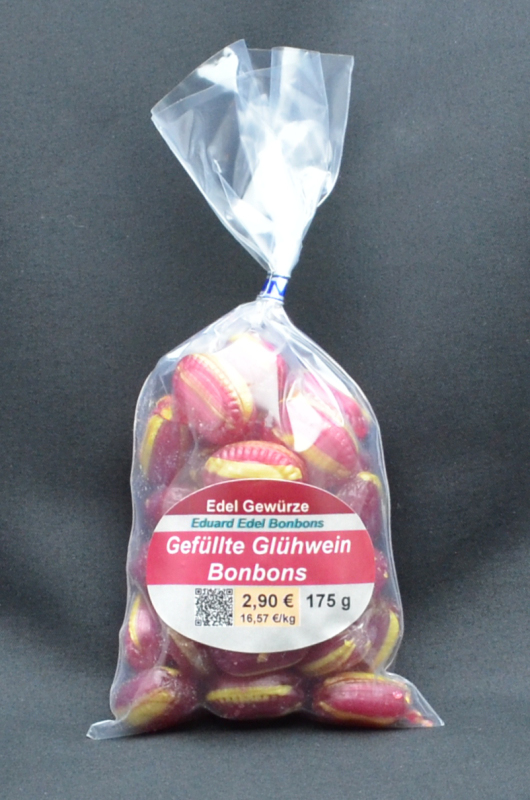 Edel Gewürze
Eduard Edel Bonbons
Gefüllte Glühwein
Bonbons
2,90 € 175 g
16,57 €/kg